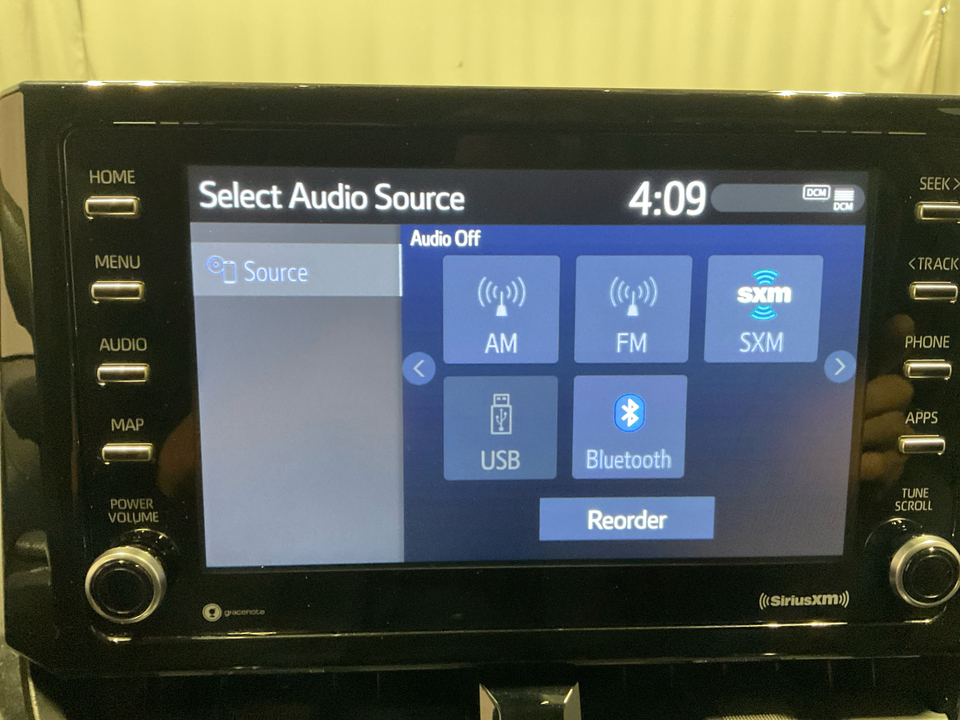 HOME
MENU
AUDIO
MAP
POWER
VOLUME
Select Audio Source
4:09
DCM
DCM
Source
Audio Off
AM
FM
sxm
SXM
USB
Bluetooth
Reorder
gracenote
((SiriusXM))
SEEK >
< TRACK
PHONE
APPS
TUNE
SCROLL